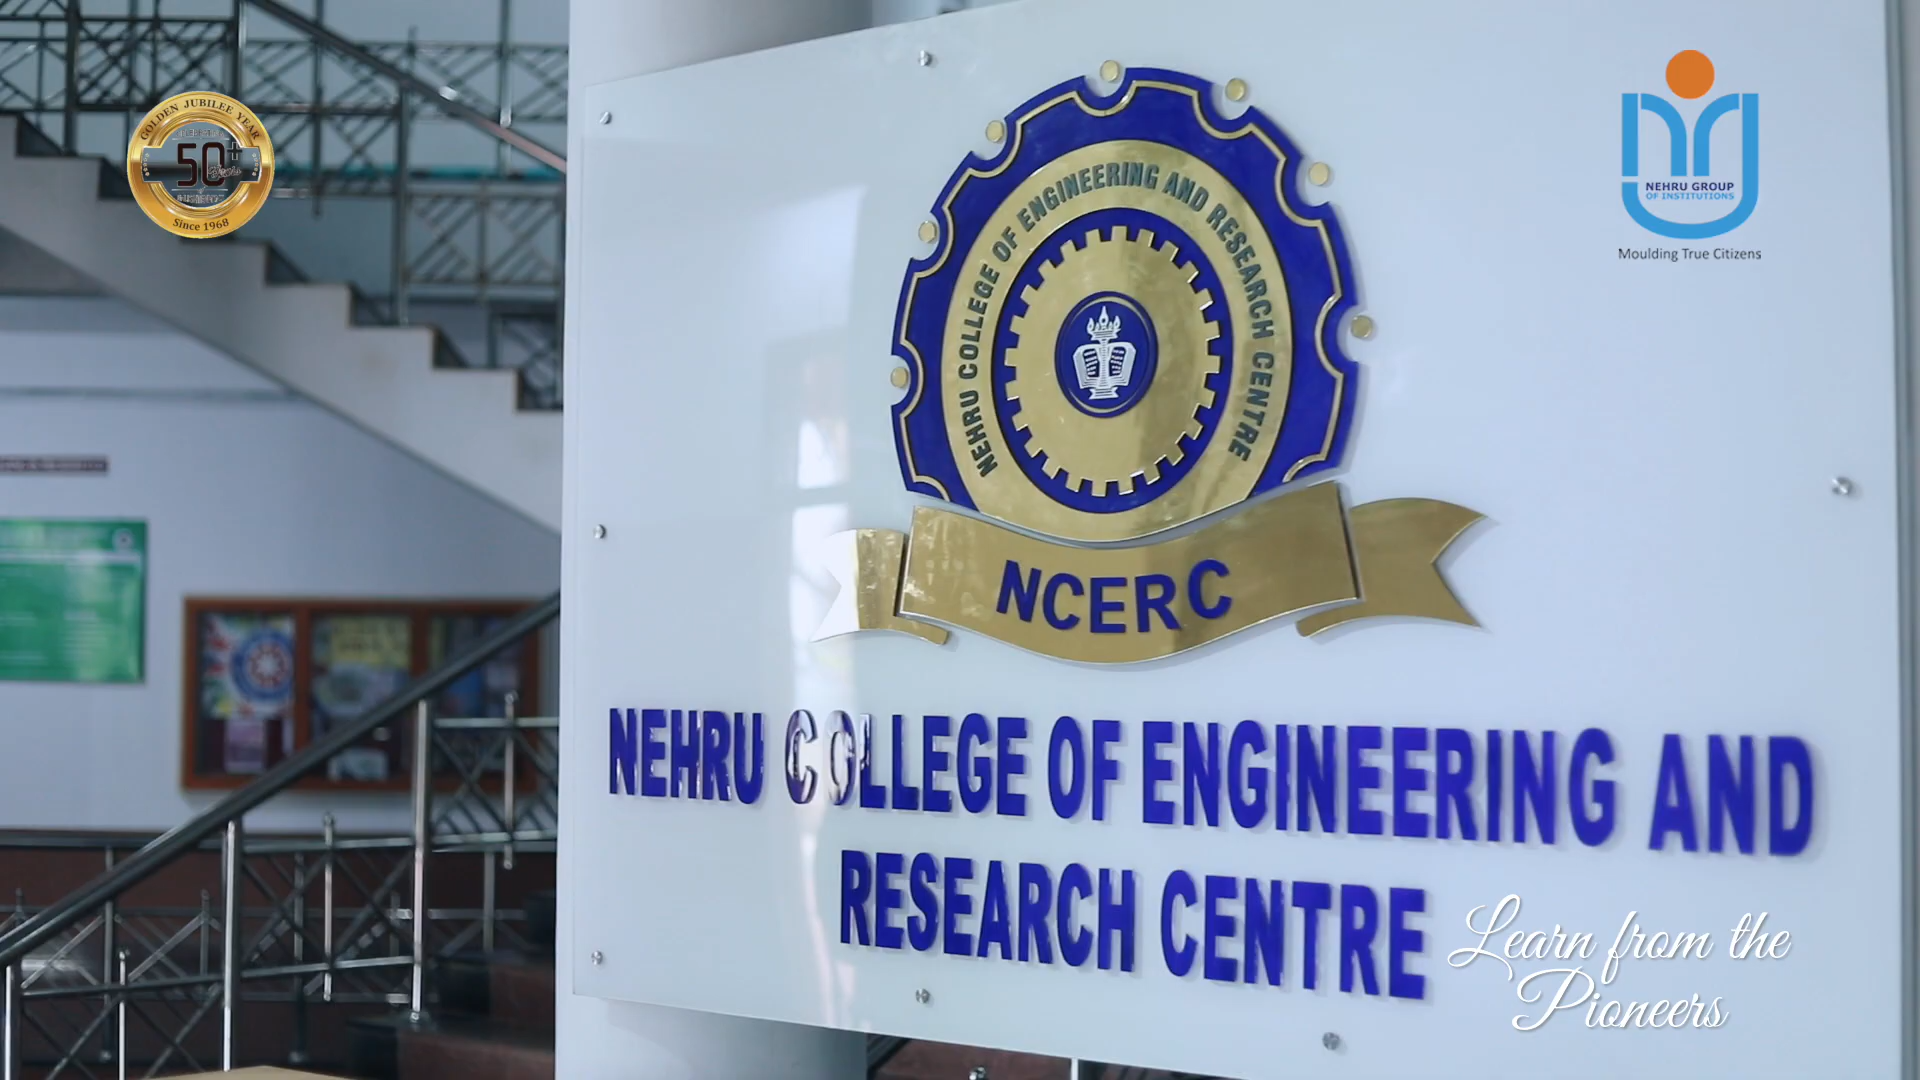 GOLDEN JUBILEE YEAR
50+
Years
Since 1968
NEHRU GROUP
OF INSTITUTIONS
Moulding True Citizens
NEHRU COLLEGE OF ENGINEERING AND RESEARCH CENTRE
NCERC
NEHRU COLLEGE OF ENGINEERING AND
RESEARCH CENTRE
Learn from the
Pioneers